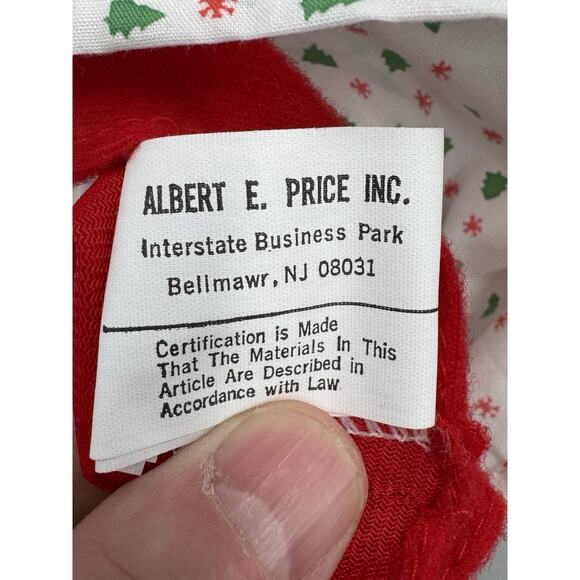 ALBERT E. PRICE INC.
Interstate Business Park
Bellmawr, NJ 08031
Certification is Made
That The Materials In This
Article Are Described in
Accordance with Law